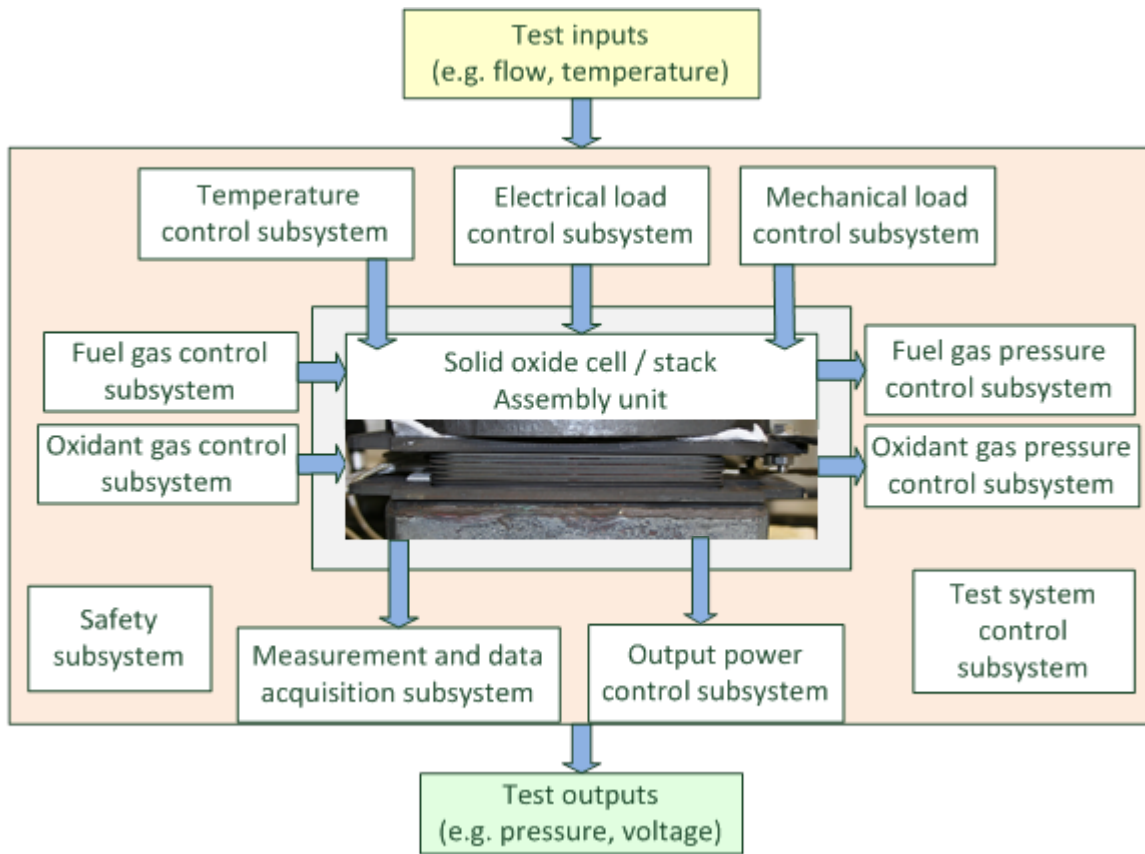 Test inputs
(e.g. flow, temperature)
Temperature
control subsystem
Electrical load
control subsystem
Mechanical load
control subsystem
Fuel gas control
subsystem
Solid oxide cell / stack
Assembly unit
Fuel gas pressure
control subsystem
Oxidant gas control
subsystem
Oxidant gas pressure
control subsystem
Safety
subsystem
Measurement and data
acquisition subsystem
Output power
control subsystem
Test system
control
subsystem
Test outputs
(e.g. pressure, voltage)